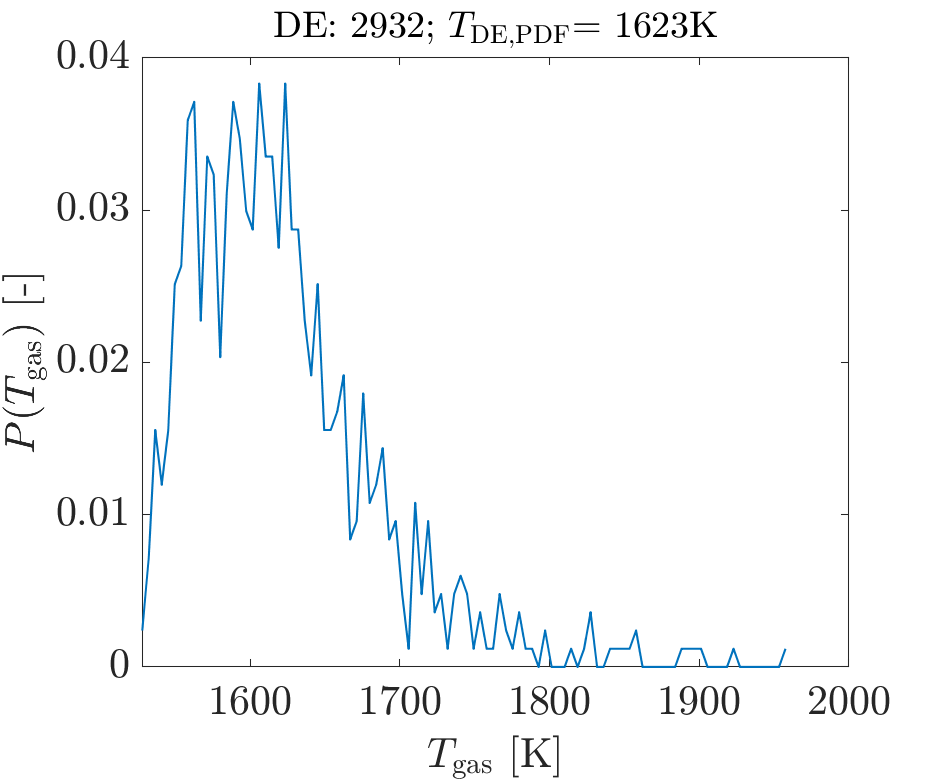 DE: 2932; T_DE,PDF= 1623K
0.04
0.03
0.02
0.01
0
P(T_gas) [-]
1600 1700 1800 1900 2000
T_gas [K]